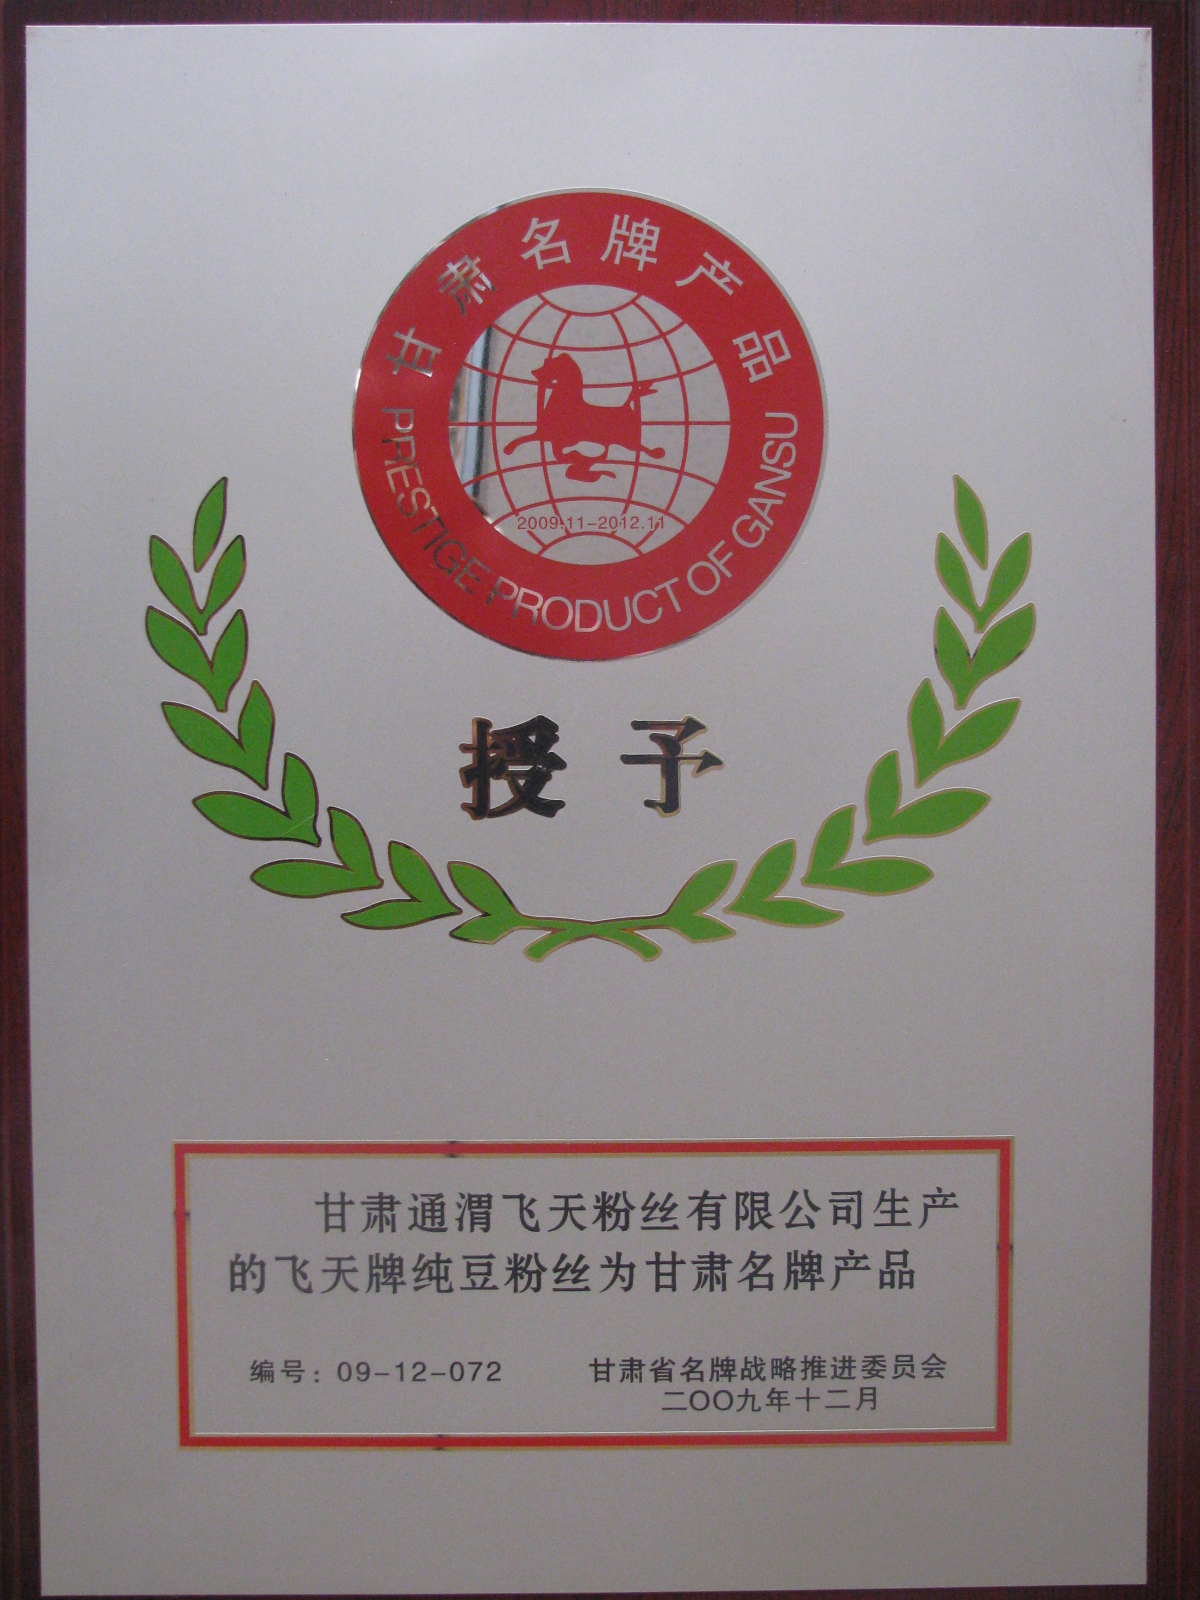 甘肃名牌产品
PRESTIGE PRODUCT OF GANSU
2009.11-2012.11
授予
甘肃通渭飞天粉丝有限公司生产
的飞天牌纯豆粉丝为甘肃名牌产品
编号：09-12-072
甘肃省名牌战略推进委员会
二〇〇九年十二月